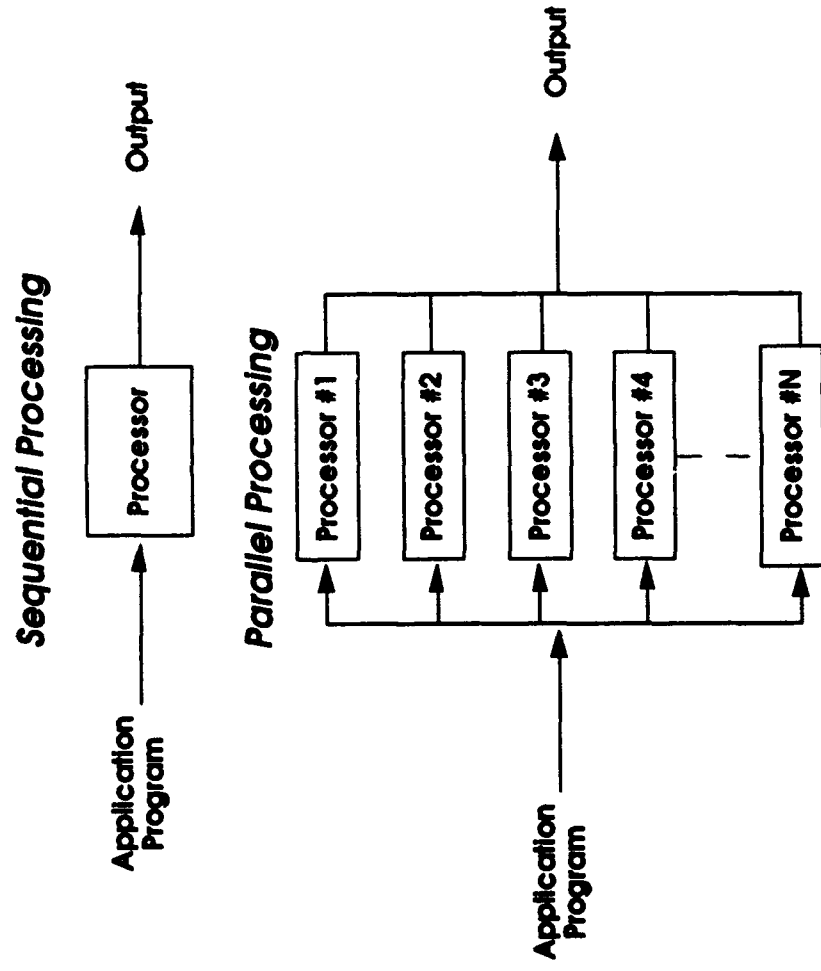 Sequential Processing
Application
Program
Processor
Output
Parallel Processing
Application
Program
Processor #1
Processor #2
Processor #3
Processor #4
Processor #N
Output